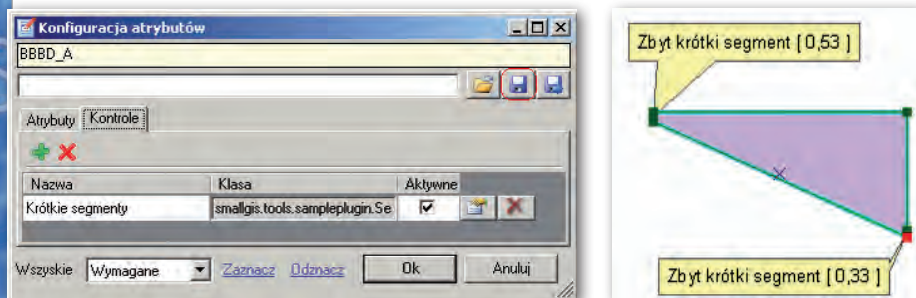 Konfiguracja atrybutów
BBBD_A
Atrybuty Kontrole
Nazwa Klasa Aktywne
Krótkie segmenty smallgis.tools.sampleplugin.Se
Wszyskie Wymagane Zaznacz Odznacz Ok Anuluj
Zbyt krótki segment [ 0,53 ]
Zbyt krótki segment [ 0,33 ]